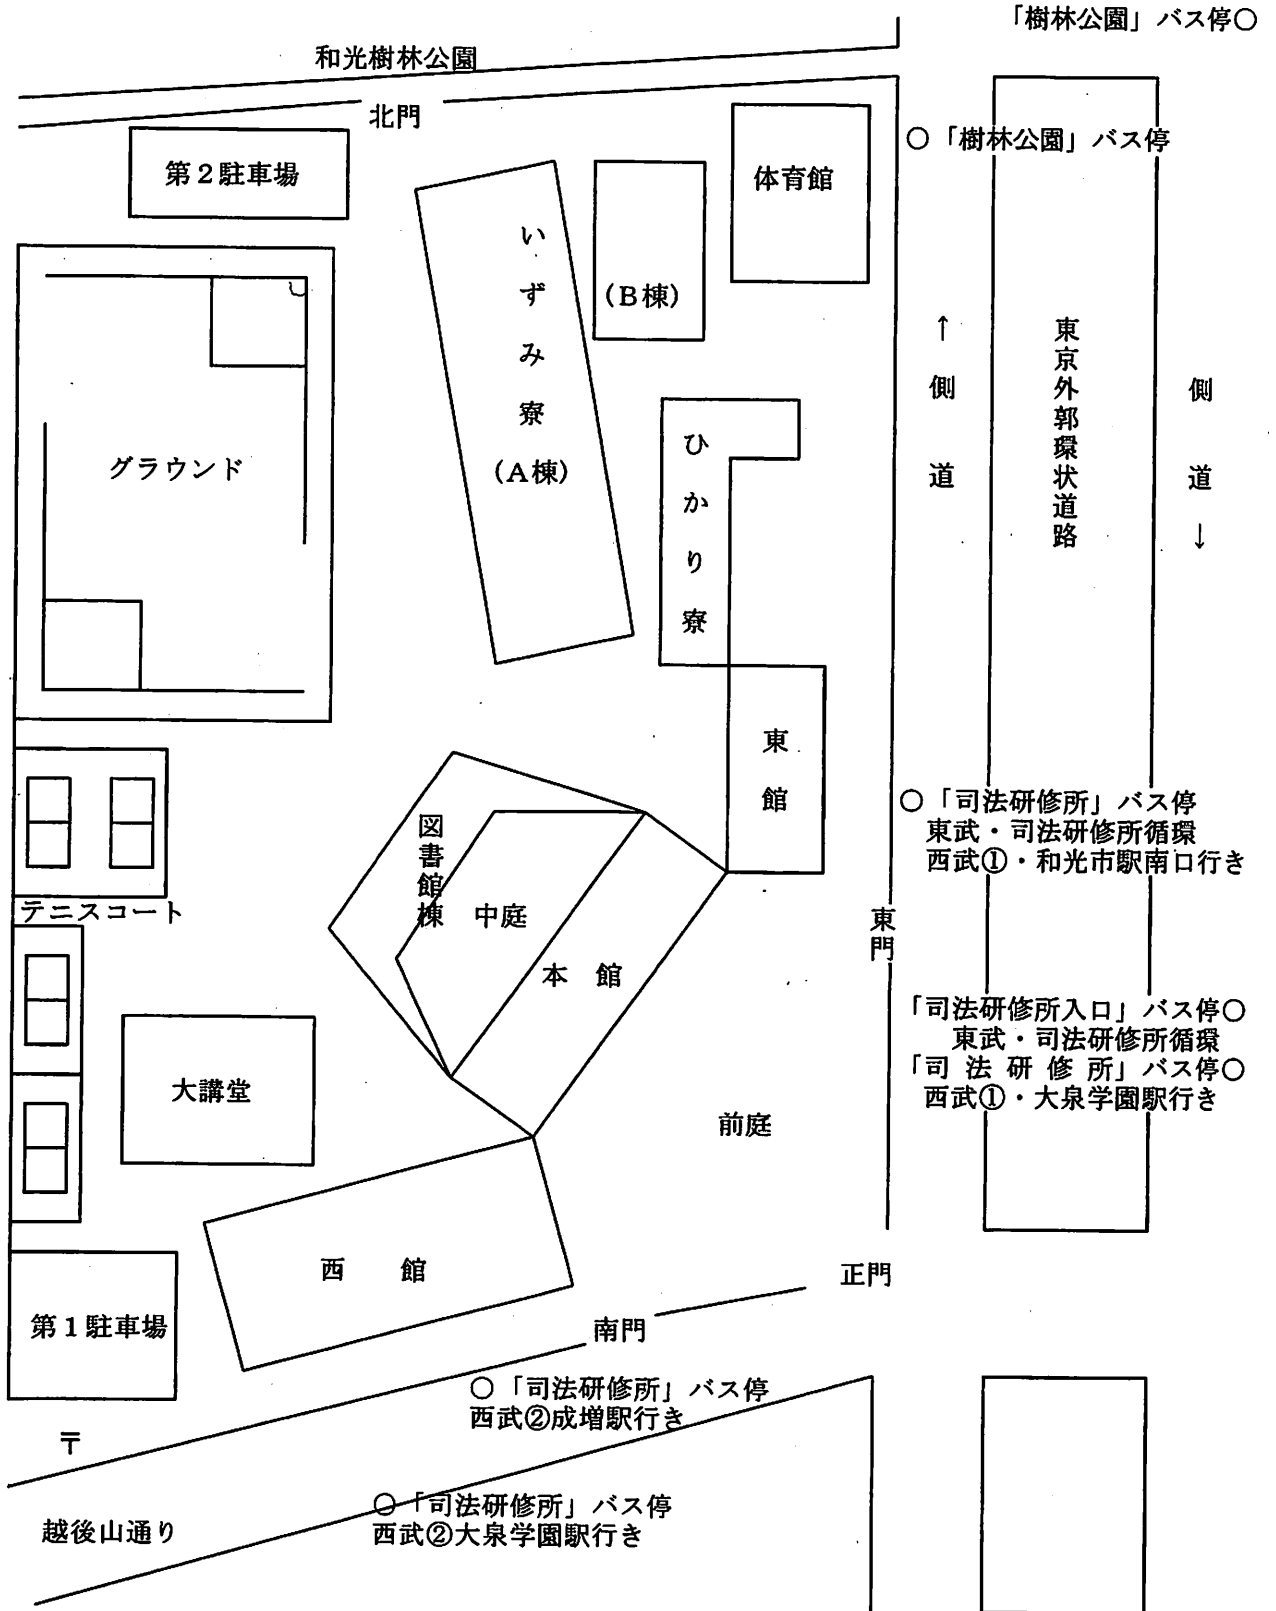 「樹林公園」バス停○
和光樹林公園
北門
○「樹林公園」バス停
第2駐車場
体育館
いずみ寮
(A棟)
(B棟)
グラウンド
ひかり寮
↑側道
東京外郭環状道路
側道↓
東館
○「司法研修所」バス停
東武・司法研修所循環
西武①・和光市駅南口行き
図書館棟
テニスコート
中庭
本館
東門
「司法研修所入口」バス停○
東武・司法研修所循環
「司法研修所」バス停○
西武①・大泉学園駅行き
大講堂
前庭
西館
正門
第1駐車場
南門
○「司法研修所」バス停
西武②成増駅行き
〒
○「司法研修所」バス停
西武②大泉学園駅行き
越後山通り